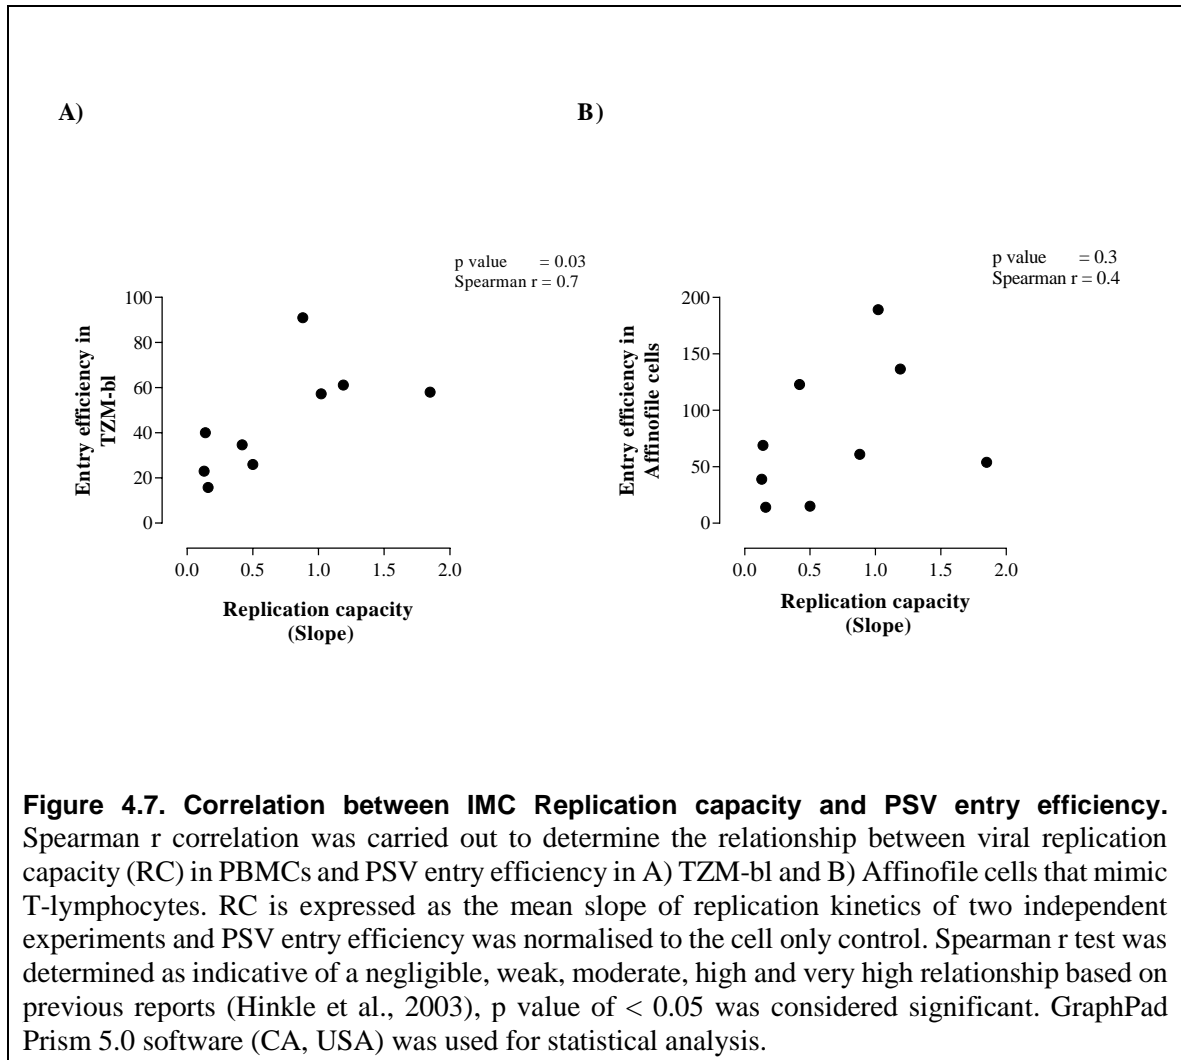 A)
B)
p value = 0.03
Spearman r = 0.7
p value = 0.3
Spearman r = 0.4
Entry efficiency in
TZM-bl
100
80
60
40
20
0
0.0 0.5 1.0 1.5 2.0
Replication capacity
(Slope)
Entry efficiency in
Affinofile cells
200
150
100
50
0
0.0 0.5 1.0 1.5 2.0
Replication capacity
(Slope)
Figure 4.7. Correlation between IMC Replication capacity and PSV entry efficiency.
Spearman r correlation was carried out to determine the relationship between viral replication
capacity (RC) in PBMCs and PSV entry efficiency in A) TZM-bl and B) Affinofile cells that mimic
T-lymphocytes. RC is expressed as the mean slope of replication kinetics of two independent
experiments and PSV entry efficiency was normalised to the cell only control. Spearman r test was
determined as indicative of a negligible, weak, moderate, high and very high relationship based on
previous reports (Hinkle et al., 2003), p value of < 0.05 was considered significant. GraphPad
Prism 5.0 software (CA, USA) was used for statistical analysis.